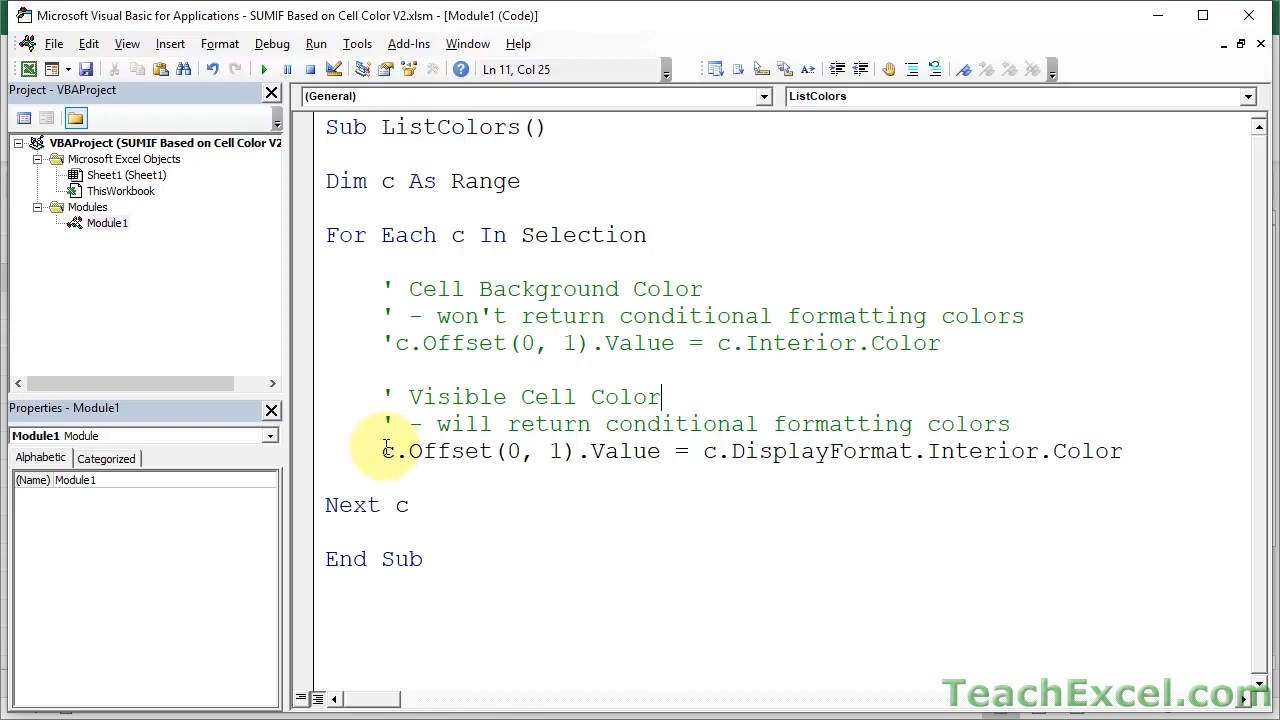 Microsoft Visual Basic for Applications - SUMIF Based on Cell Color V2.xlsm - [Module1 (Code)]
File Edit View Insert Format Debug Run Tools Add-Ins Window Help
Ln 11, Col 25
Project - VBAProject
VBAProject (SUMIF Based on Cell Color V2
Microsoft Excel Objects
Sheet1 (Sheet1)
ThisWorkbook
Modules
Module1
Properties - Module1
Module1 Module
Alphabetic Categorized
(Name) Module1
(General) ListColors
Sub ListColors()
Dim c As Range
For Each c In Selection
' Cell Background Color
' - won't return conditional formatting colors
'c.Offset(0, 1).Value = c.Interior.Color
' Visible Cell Color
' - will return conditional formatting colors
c.Offset(0, 1).Value = c.DisplayFormat.Interior.Color
Next c
End Sub
TeachExcel.com